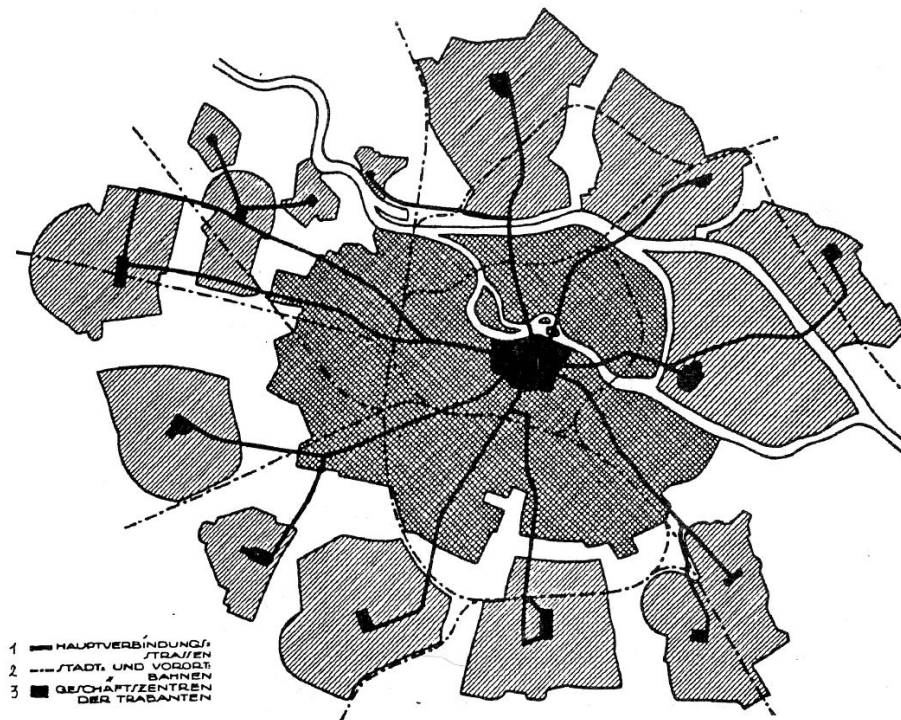 1 HAUPTVERBINDUNGS-
STRASSEN
2 STADT- UND VORORT-
BAHNEN
3 GESCHÄFTSZENTREN
DER TRABANTEN